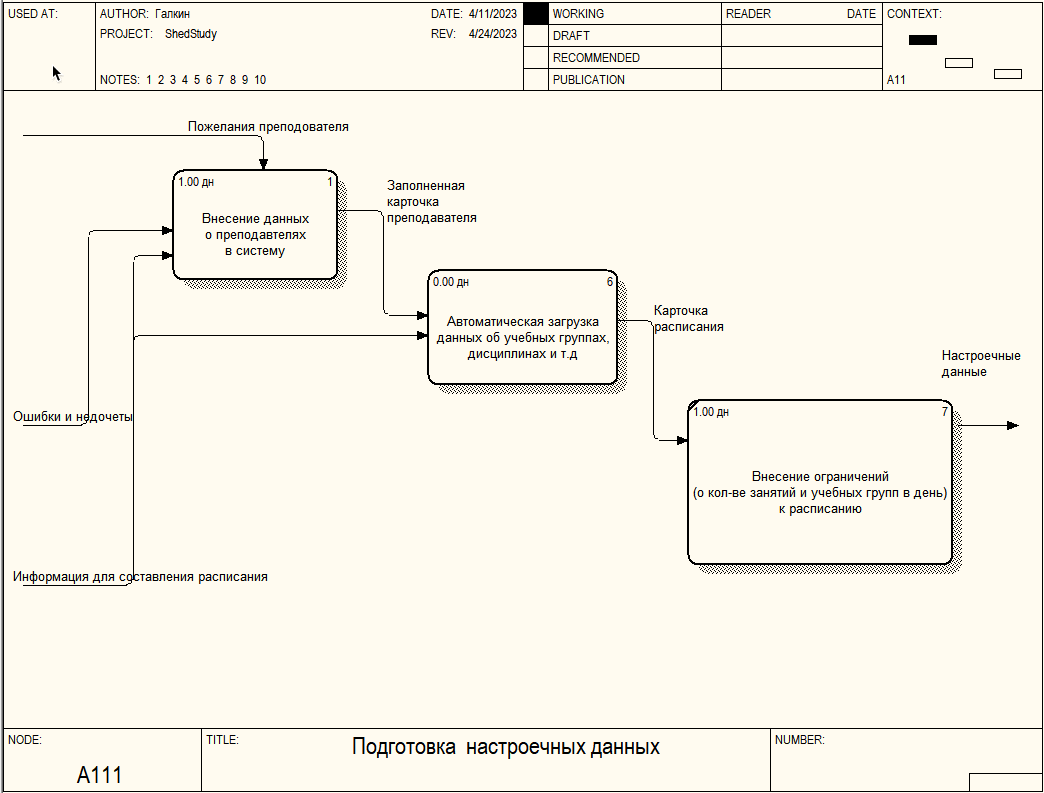 USED AT:
AUTHOR: Галкин
DATE: 4/11/2023
PROJECT: ShedStudy
REV: 4/24/2023
NOTES: 1 2 3 4 5 6 7 8 9 10
WORKING
DRAFT
RECOMMENDED
PUBLICATION
READER DATE
CONTEXT:
A11
Пожелания преподователя
1.00 дн 1
Внесение данных
о преподавтелях
в систему
Заполненная
карточка
преподавателя
0.00 дн 6
Автоматическая загрузка
данных об учебных группах,
дисциплинах и т.д
Карточка
расписания
Настроечные
данные
1.00 дн 7
Внесение ограничений
(о кол-ве занятий и учебных групп в день)
к расписанию
Ошибки и недочеты
Информация для составления расписания
NODE:
A111
TITLE:
Подготовка настроечных данных
NUMBER: